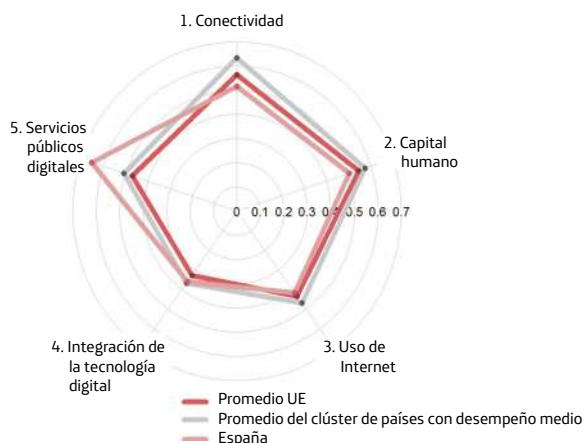 1. Conectividad
5. Servicios
públicos
digitales
2. Capital
humano
0 0.1 0.2 0.3 0.4 0.5 0.6 0.7
4. Integración de
la tecnología
digital
3. Uso de
Internet
Promedio UE
Promedio del clúster de países con desempeño medio
España